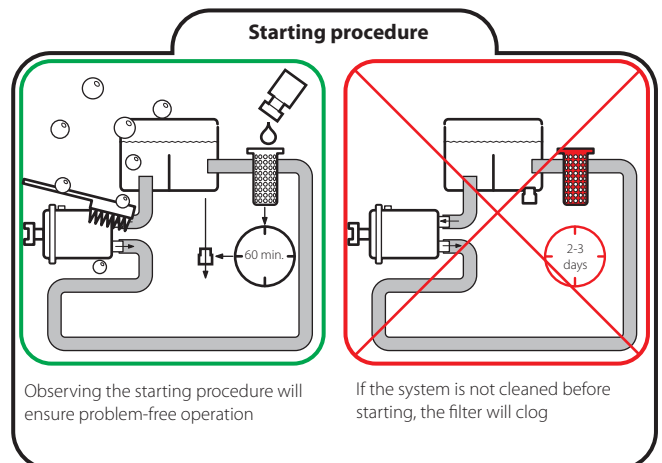 Starting procedure
60 min.
Observing the starting procedure will
ensure problem-free operation
2-3
days
If the system is not cleaned before
starting, the filter will clog